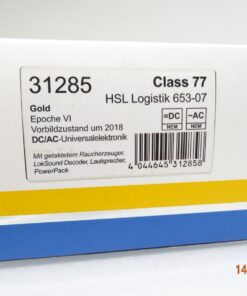 31285 Class 77
HSL Logistik 653-07
Gold
Epoche VI
Vorbildzustand um 2018
DC/AC-Universalelektronik
=DC ~AC
NEM NEM
Mit getaktetem Raucherzeuger,
LokSound Decoder, Lautsprecher,
PowerPack
4 044645 312858
14